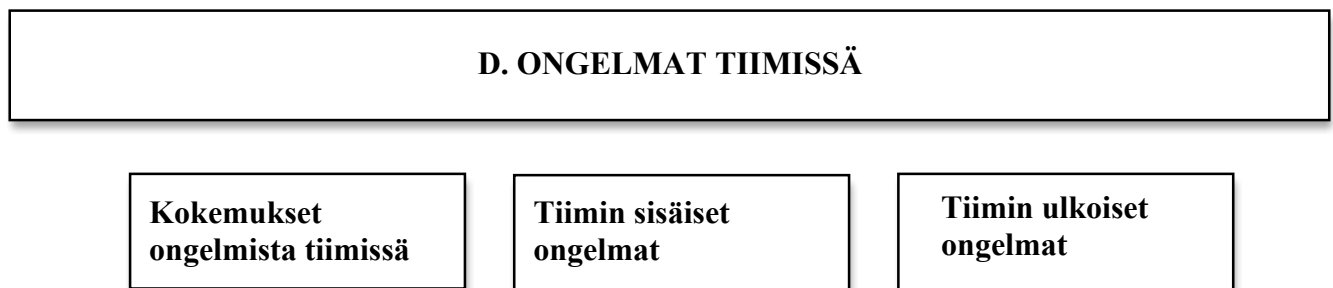 D. ONGELMAT TIIMISSÄ
Kokemukset
ongelmista tiimissä
Tiimin sisäiset
ongelmat
Tiimin ulkoiset
ongelmat